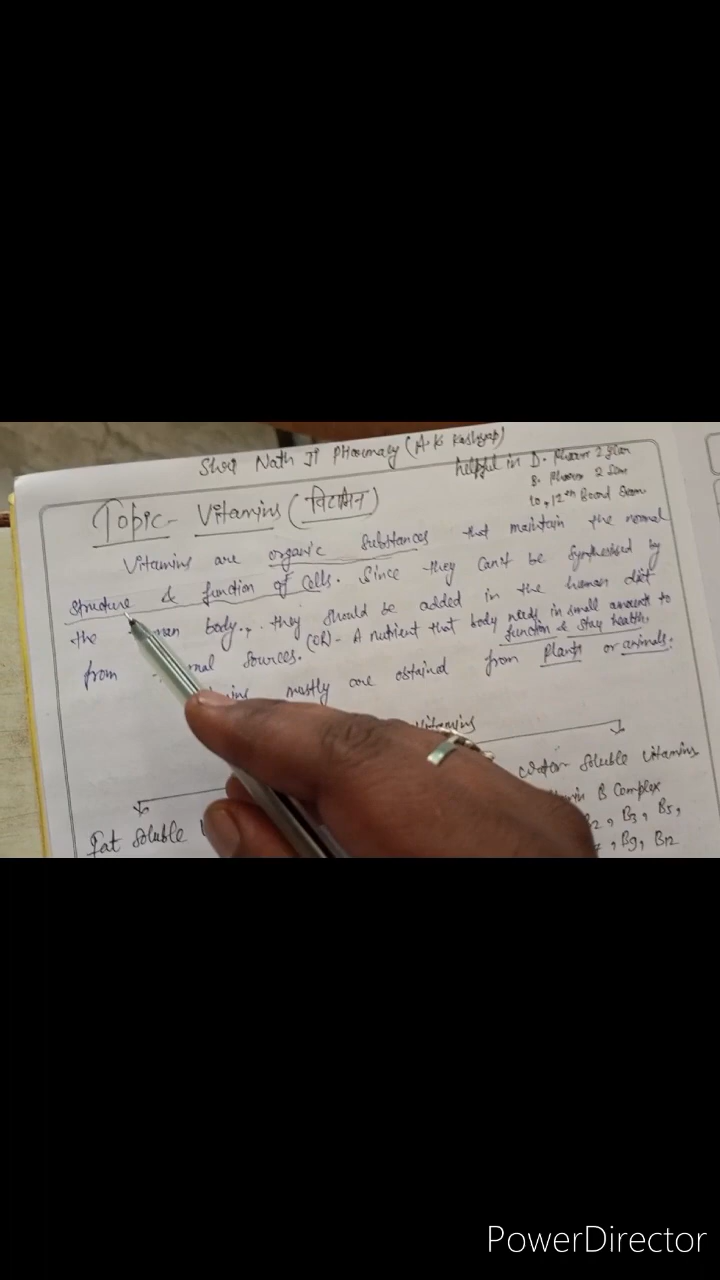 Shri Nath Ji Pharmacy (A.K Kashyap)
helpful in D. Pharm 2 year
B. Pharm 2 Sem
10, 12th Board Exam
Topic- Vitamins (विटामिन)
Vitamins are organic substances that maintain the normal
structure & function of cells. Since they can't be synthesised by
the body, they should be added in the human diet
from sources. (OR)- A nutrient that body needs in small amounts to
function & stay health.
mostly are obtained from plants or animals.
Vitamins
Fat soluble
water soluble vitamins
B Complex
B3, B5,
B9, B12
PowerDirector